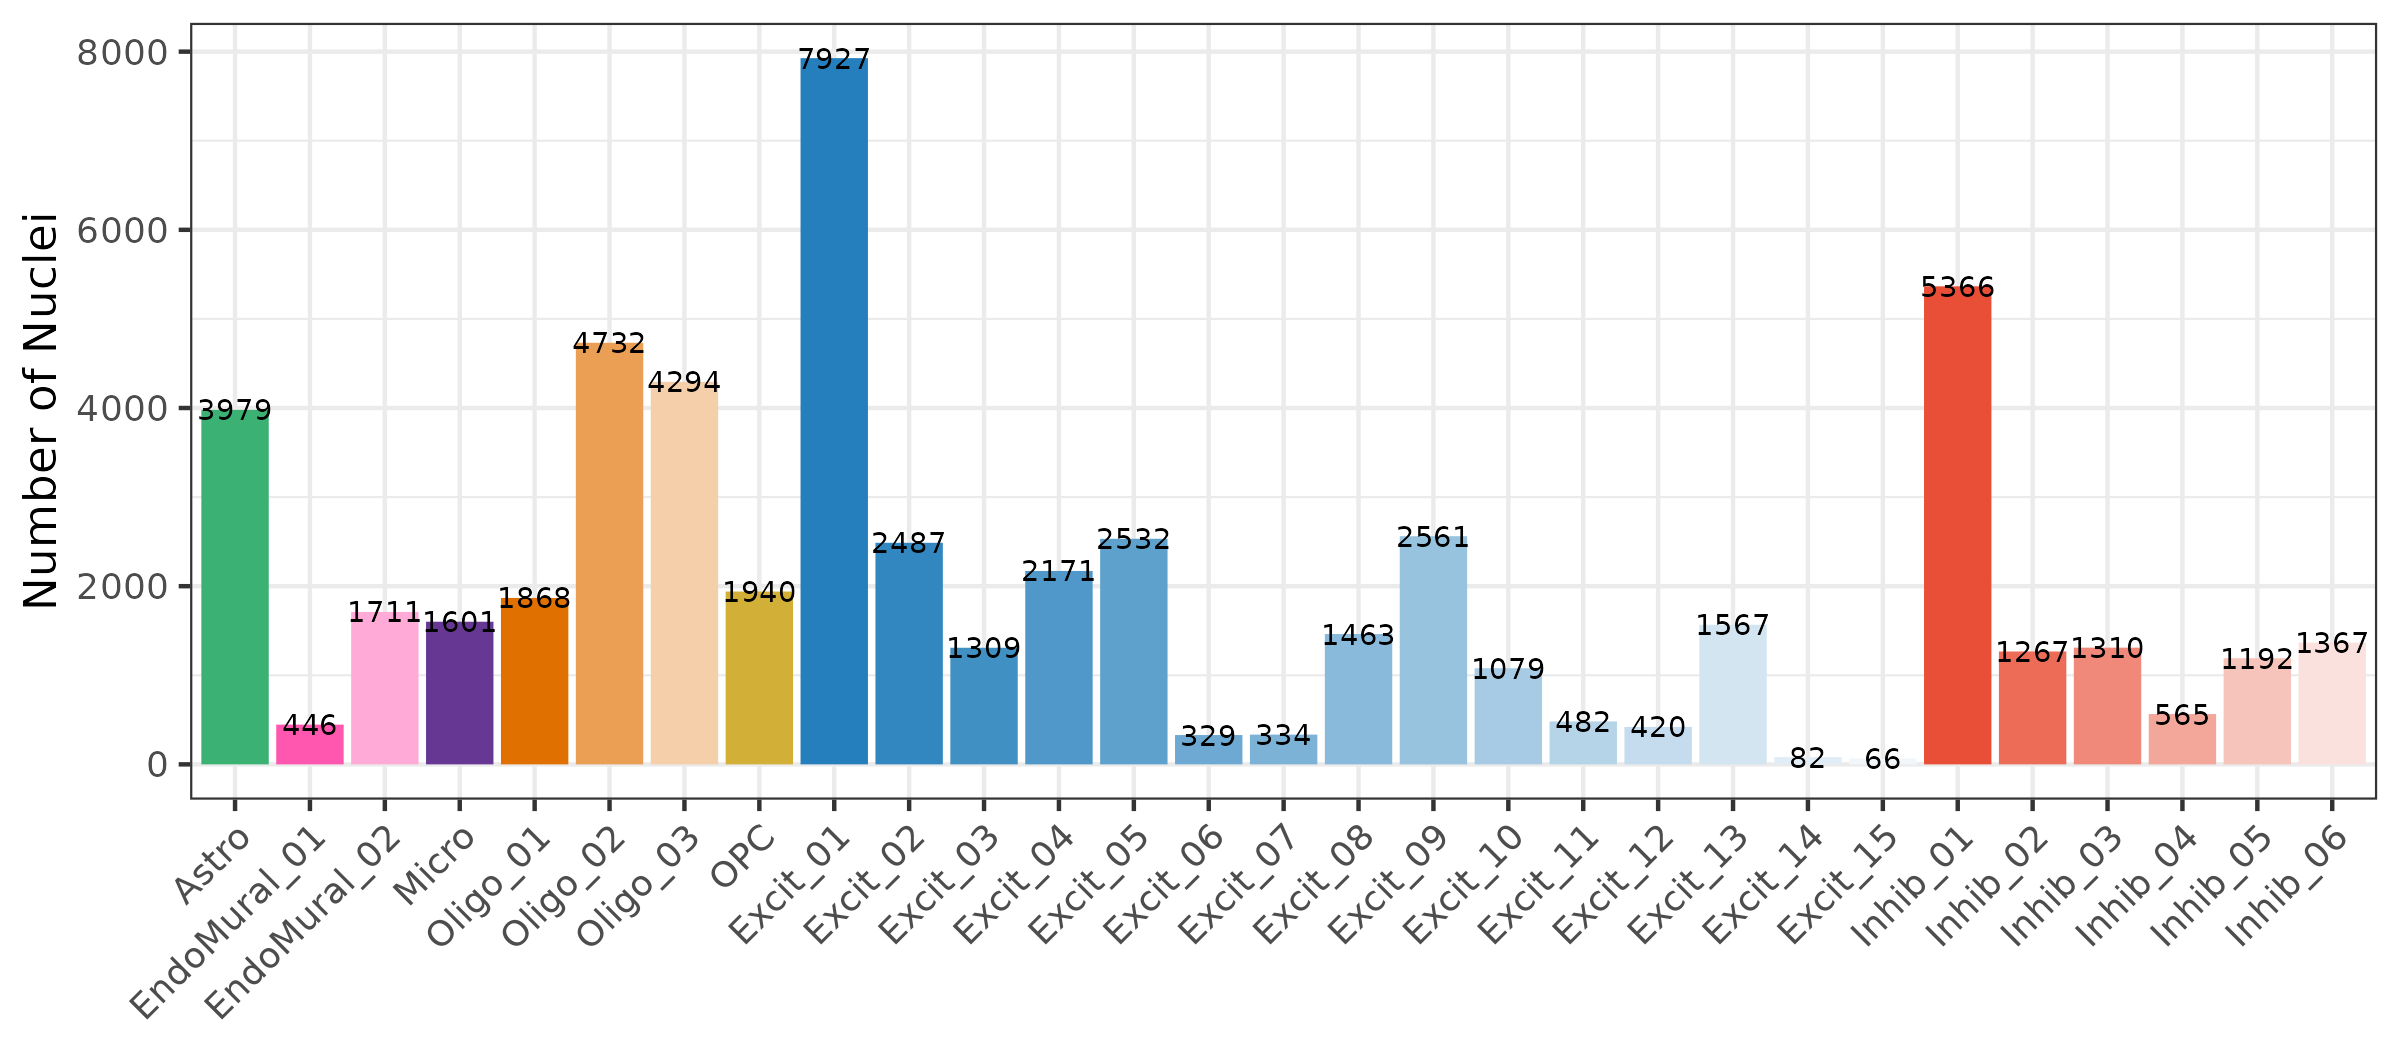 Number of Nuclei
8000
6000
4000
2000
0
3979
446
1711
1601
1868
4732
4294
1940
7927
2487
1309
2171
2532
329
334
1463
2561
1079
482
420
1567
82
66
5366
1267
1310
565
1192
1367
Astro
EndoMural_01
EndoMural_02
Micro
Oligo_01
Oligo_02
Oligo_03
OPC
Excit_01
Excit_02
Excit_03
Excit_04
Excit_05
Excit_06
Excit_07
Excit_08
Excit_09
Excit_10
Excit_11
Excit_12
Excit_13
Excit_14
Excit_15
Inhib_01
Inhib_02
Inhib_03
Inhib_04
Inhib_05
Inhib_06